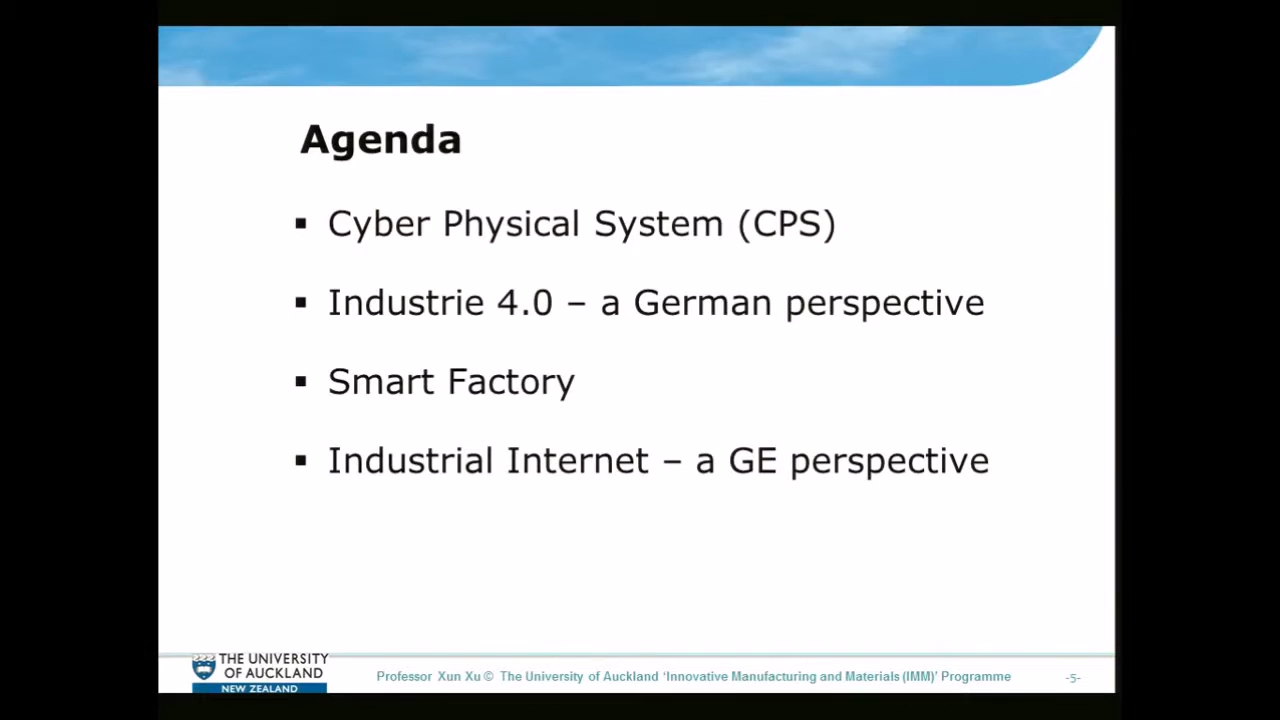 Agenda
▪ Cyber Physical System (CPS)
▪ Industrie 4.0 – a German perspective
▪ Smart Factory
▪ Industrial Internet – a GE perspective
THE UNIVERSITY
OF AUCKLAND
NEW ZEALAND
Professor Xun Xu © The University of Auckland ‘Innovative Manufacturing and Materials (IMM)’ Programme
-5-